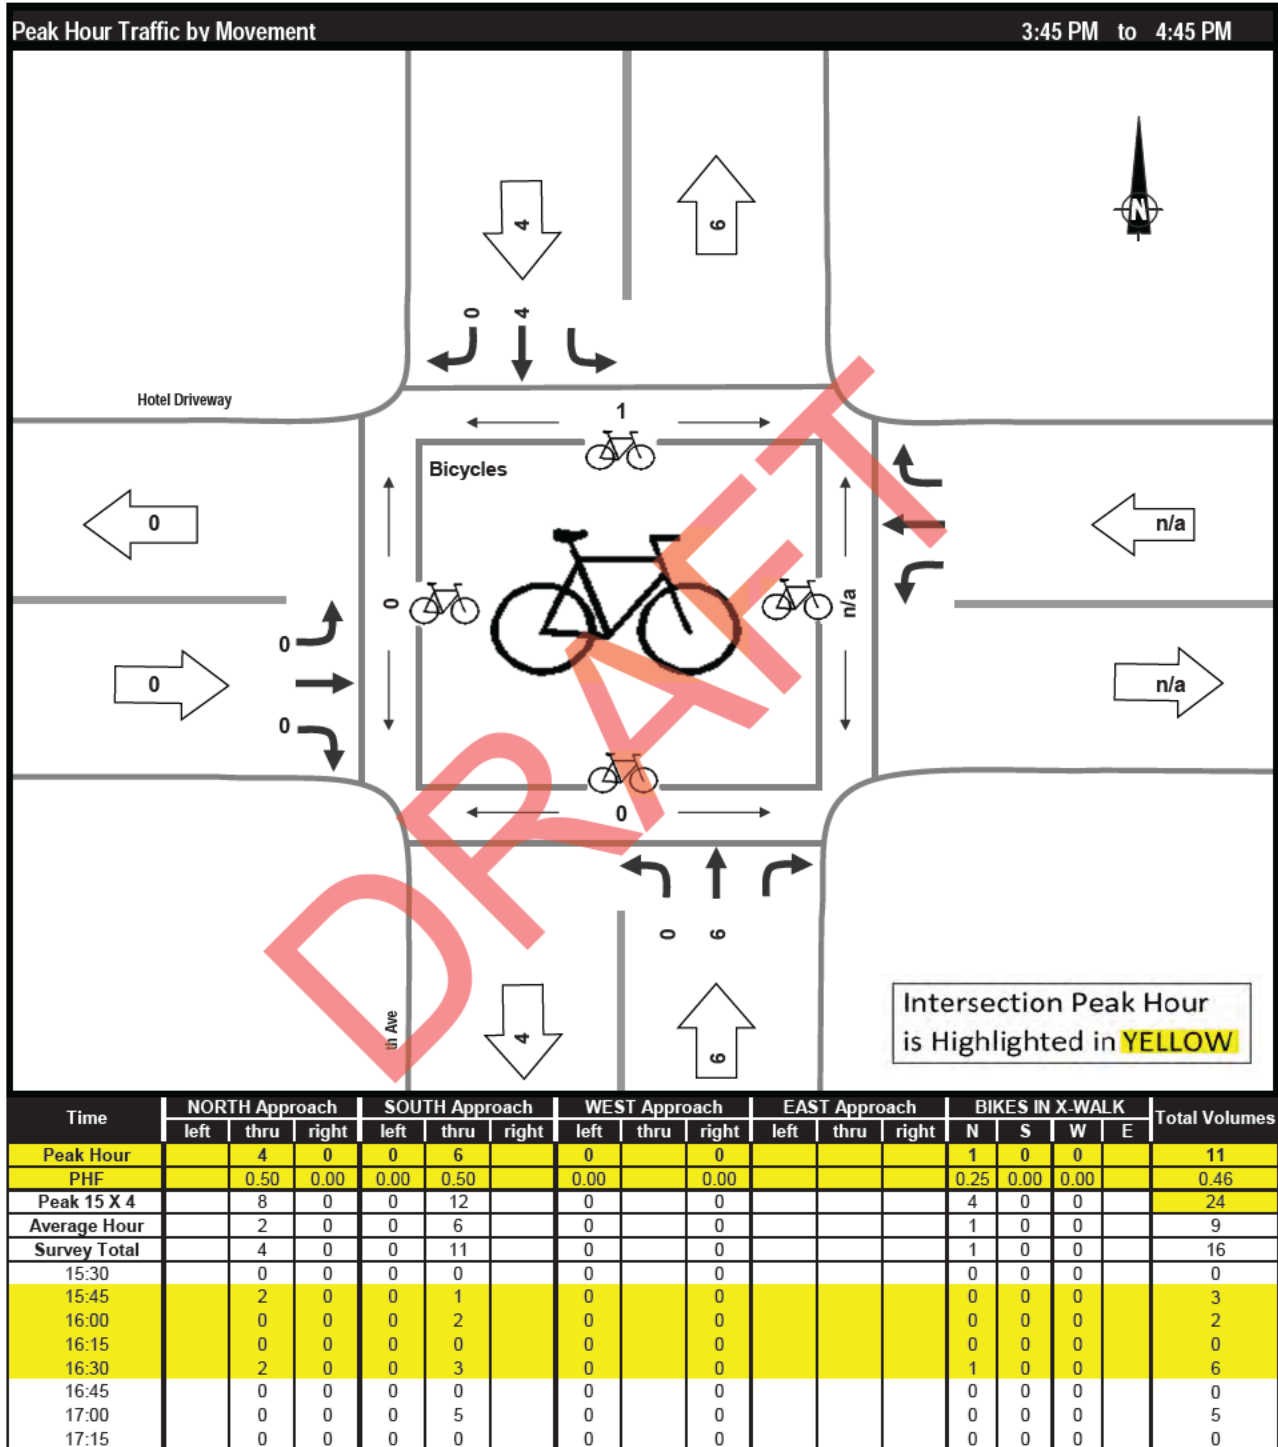 Peak Hour Traffic by Movement 3:45 PM to 4:45 PM
4 6
N
0 4
Hotel Driveway
1
Bicycles
0 n/a
0 n/a
0
0 n/a
0
0
0 6
th Ave
4 6
Intersection Peak Hour
is Highlighted in YELLOW
DRAFT
Time NORTH Approach SOUTH Approach WEST Approach EAST Approach BIKES IN X-WALK Total Volumes
left thru right left thru right left thru right left thru right N S W E
Peak Hour 4 0 0 6 0 0 1 0 0 11
PHF 0.50 0.00 0.00 0.50 0.00 0.00 0.25 0.00 0.00 0.46
Peak 15 X 4 8 0 0 12 0 0 4 0 0 24
Average Hour 2 0 0 6 0 0 1 0 0 9
Survey Total 4 0 0 11 0 0 1 0 0 16
15:30 0 0 0 0 0 0 0 0 0 0
15:45 2 0 0 1 0 0 0 0 0 3
16:00 0 0 0 2 0 0 0 0 0 2
16:15 0 0 0 0 0 0 0 0 0 0
16:30 2 0 0 3 0 0 1 0 0 6
16:45 0 0 0 0 0 0 0 0 0 0
17:00 0 0 0 5 0 0 0 0 0 5
17:15 0 0 0 0 0 0 0 0 0 0